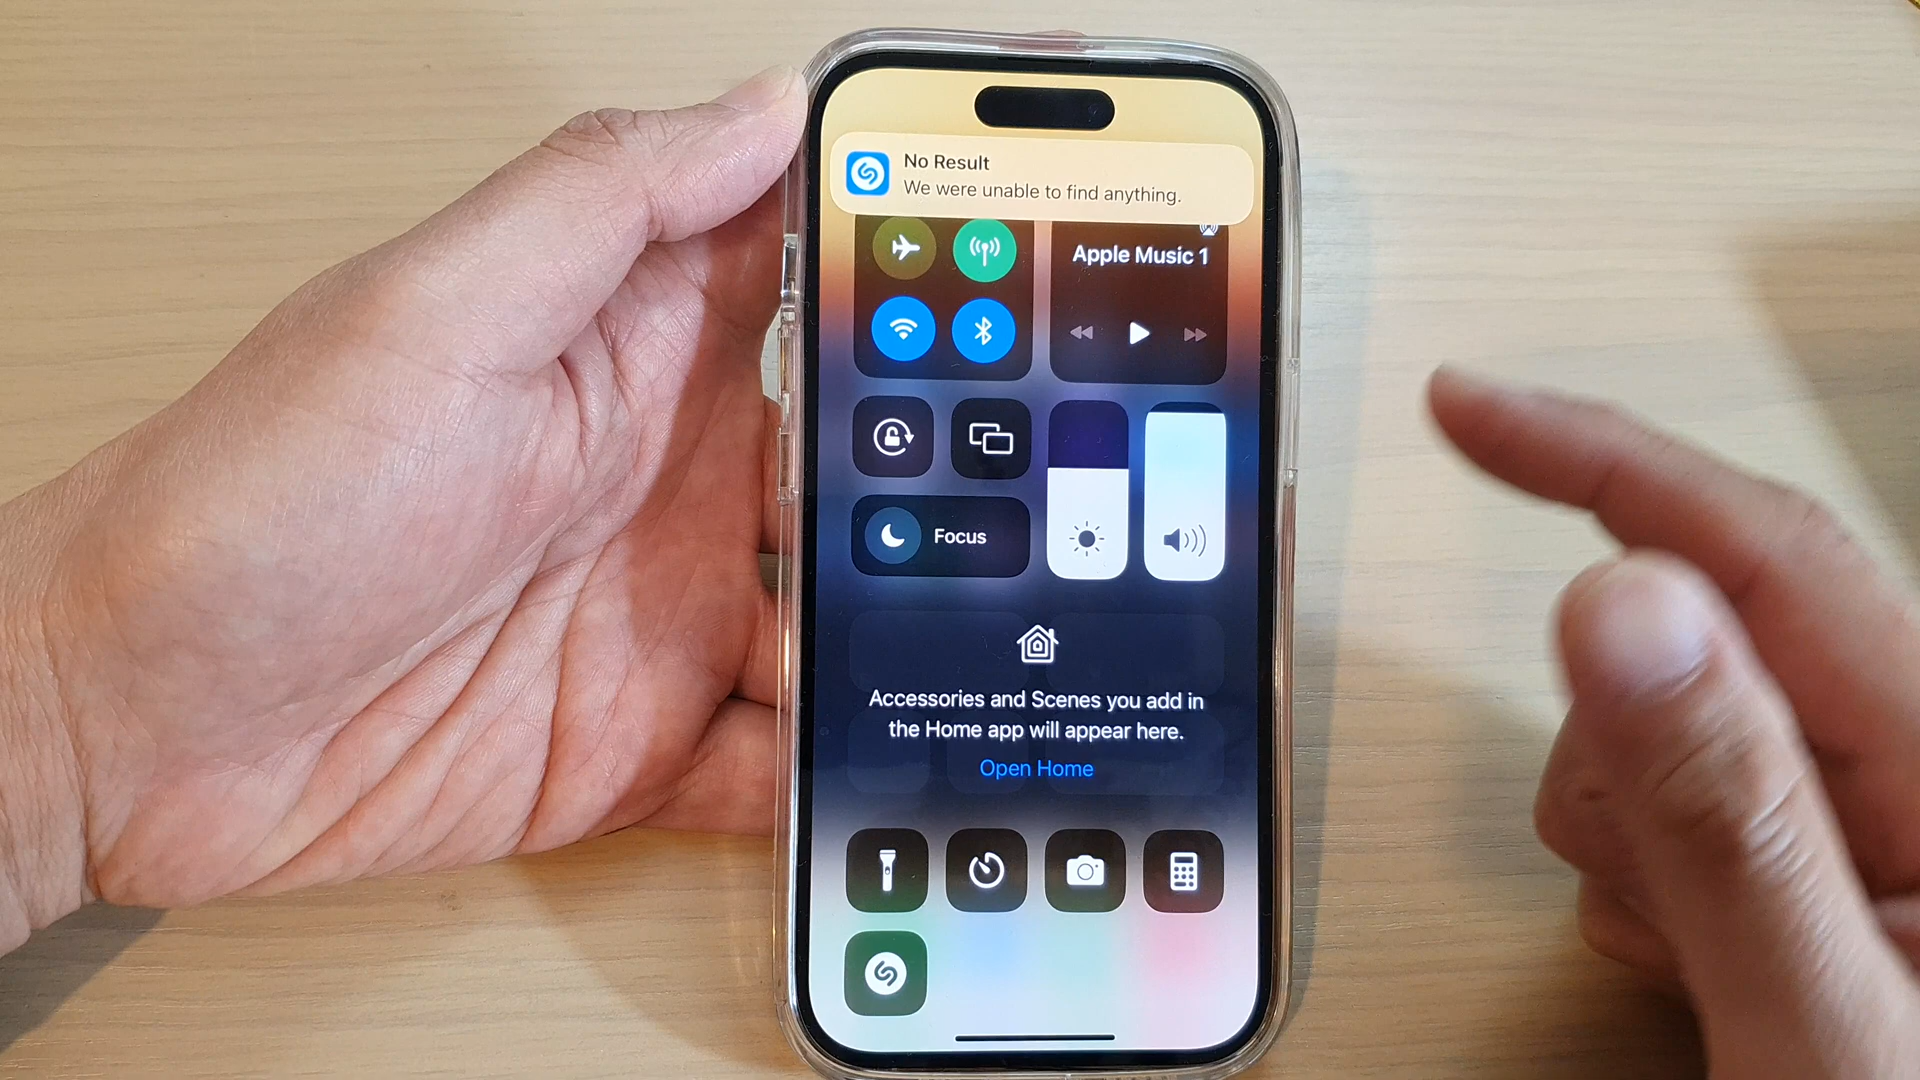 No Result
We were unable to find anything.
Apple Music 1
Focus
Accessories and Scenes you add in
the Home app will appear here.
Open Home